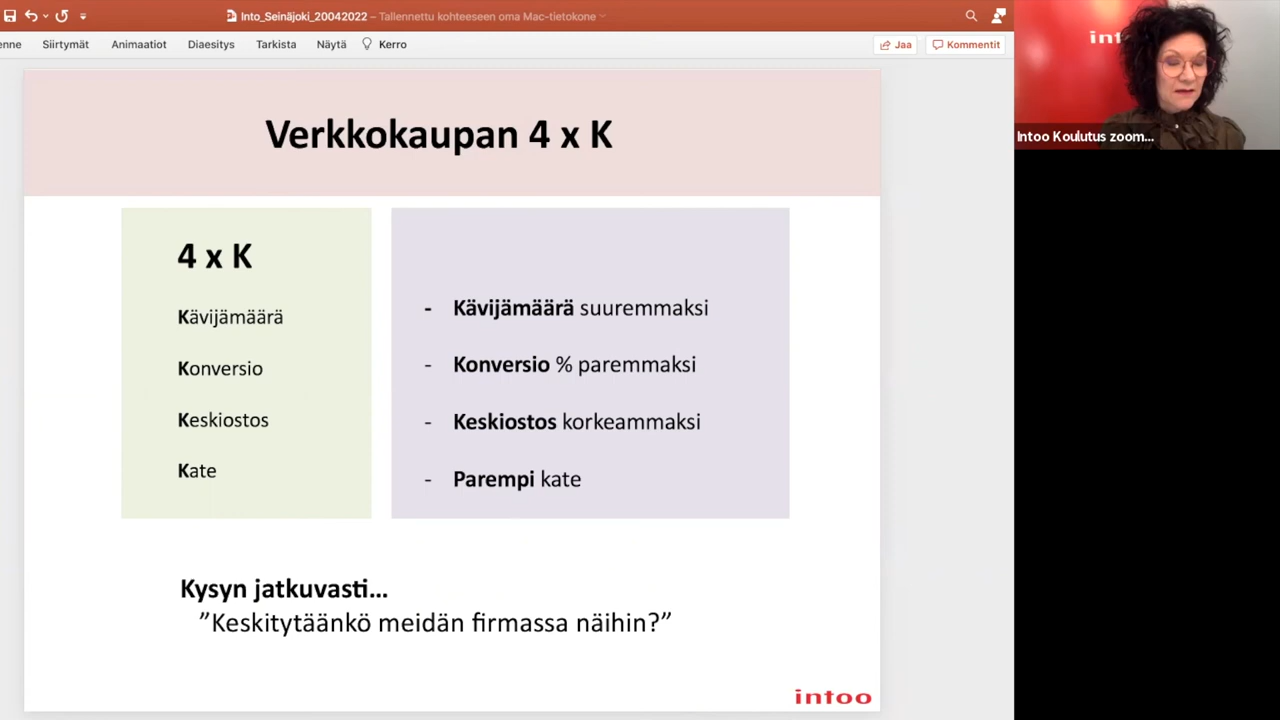 Into_Seinäjoki_20042022 – Tallennettu kohteeseen oma Mac-tietokone
Siirtymät Animaatiot Diaesitys Tarkista Näytä Kerro Jaa Kommentit
int
Intoo Koulutus zoom...
Verkkokaupan 4 x K
4 x K
Kävijämäärä
Konversio
Keskiostos
Kate
- Kävijämäärä suuremmaksi
- Konversio % paremmaksi
- Keskiostos korkeammaksi
- Parempi kate
Kysyn jatkuvasti...
”Keskitytäänkö meidän firmassa näihin?”
intoo